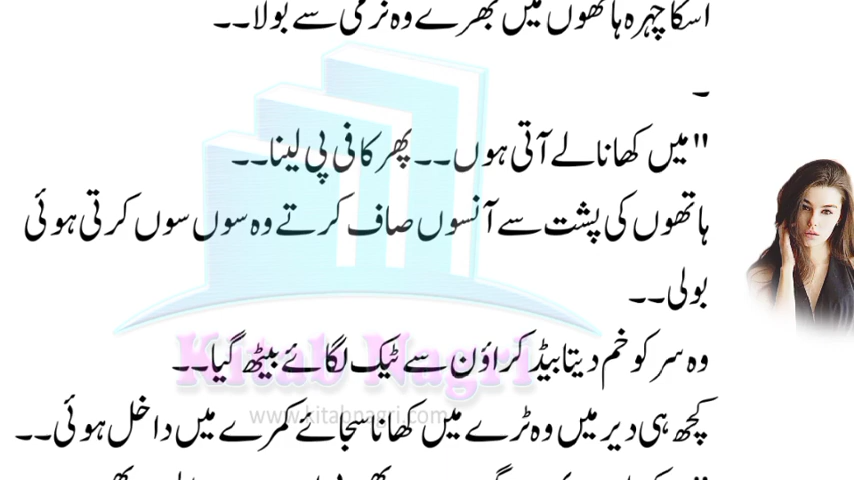 اسکا چہرہ ہاتھوں میں بھرے وہ نرمی سے بولا۔۔
۔
"میں کھانا لے آتی ہوں۔۔ پھر کافی پی لینا۔۔
ہاتھوں کی پشت سے آنسوں صاف کرتے وہ سوں سوں کرتی ہوئی
بولی۔۔
وہ سر کو خم دیتا بیڈ کراؤن سے ٹیک لگائے بیٹھ گیا۔۔
Kitab Nagri
www.kitabnagri.com
کچھ ہی دیر میں وہ ٹرے میں کھانا سجائے کمرے میں داخل ہوئی۔۔